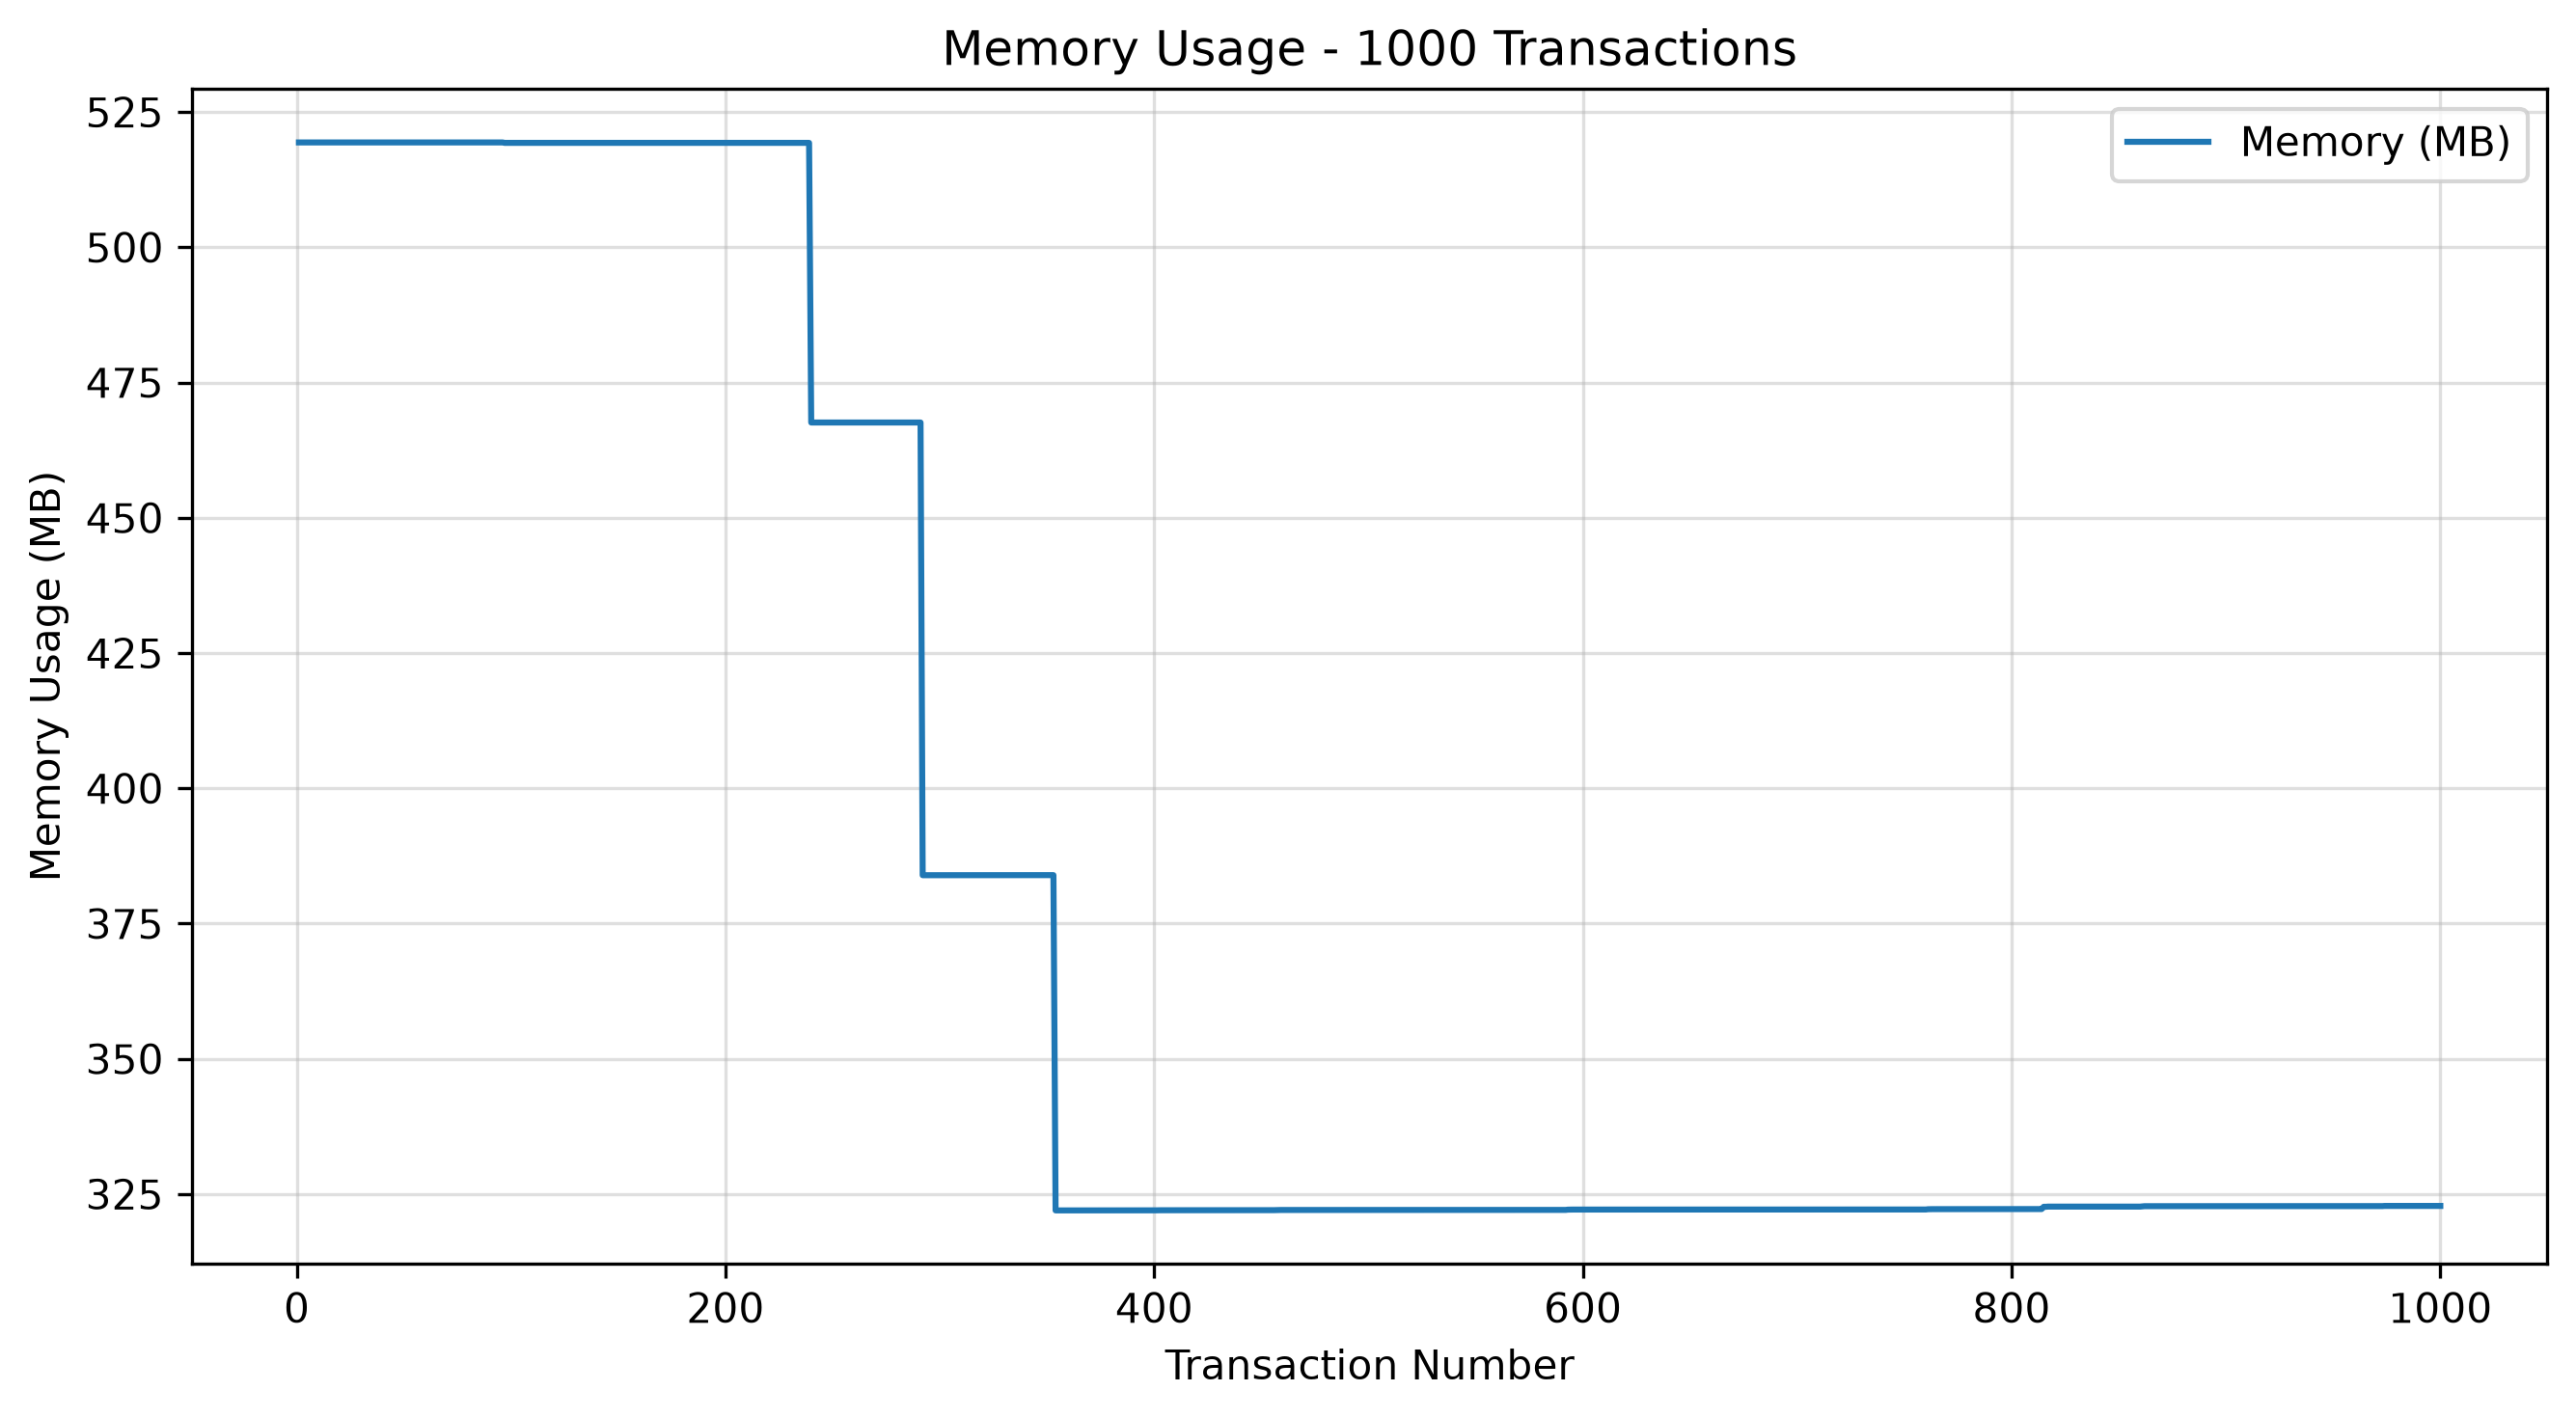 Memory Usage - 1000 Transactions
Memory (MB)
Memory Usage (MB)
525
500
475
450
425
400
375
350
325
0 200 400 600 800 1000
Transaction Number